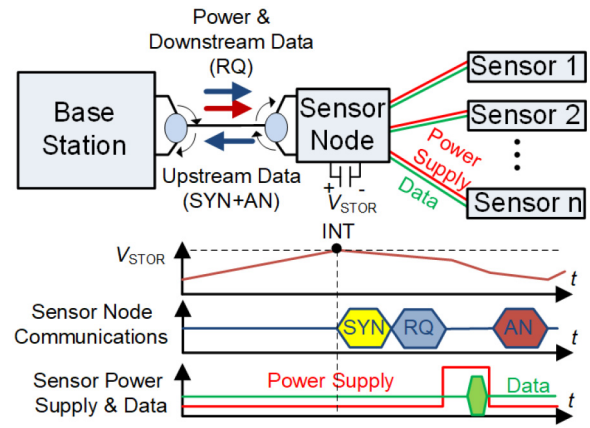 Power &
Downstream Data
(RQ)
Base
Station
Sensor
Node
Sensor 1
Sensor 2
Sensor n
Power
Supply
Data
Upstream Data
(SYN+AN)
+ -
VSTOR
INT
VSTOR
t
Sensor Node
Communications
SYN
RQ
AN
t
Sensor Power
Supply & Data
Power Supply
Data
t